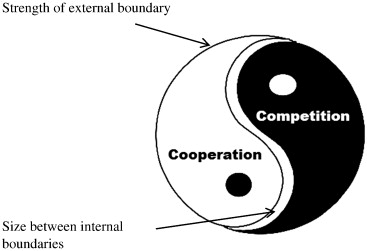 Strength of external boundary
Competition
Cooperation
Size between internal
boundaries